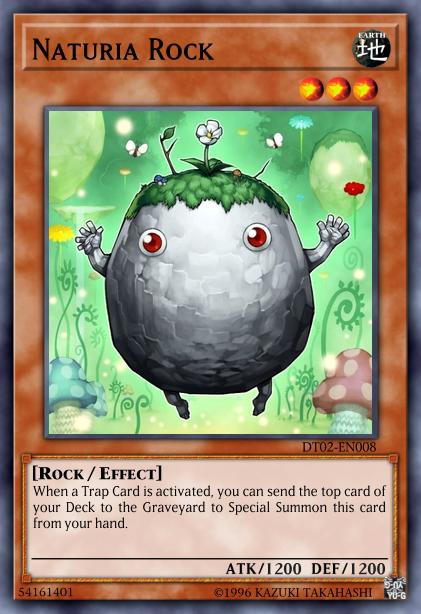 NATURIA ROCK
EARTH
地
DT02-EN008
[ROCK / EFFECT]
When a Trap Card is activated, you can send the top card of
your Deck to the Graveyard to Special Summon this card
from your hand.
ATK/1200 DEF/1200
54161401
©1996 KAZUKI TAKAHASHI